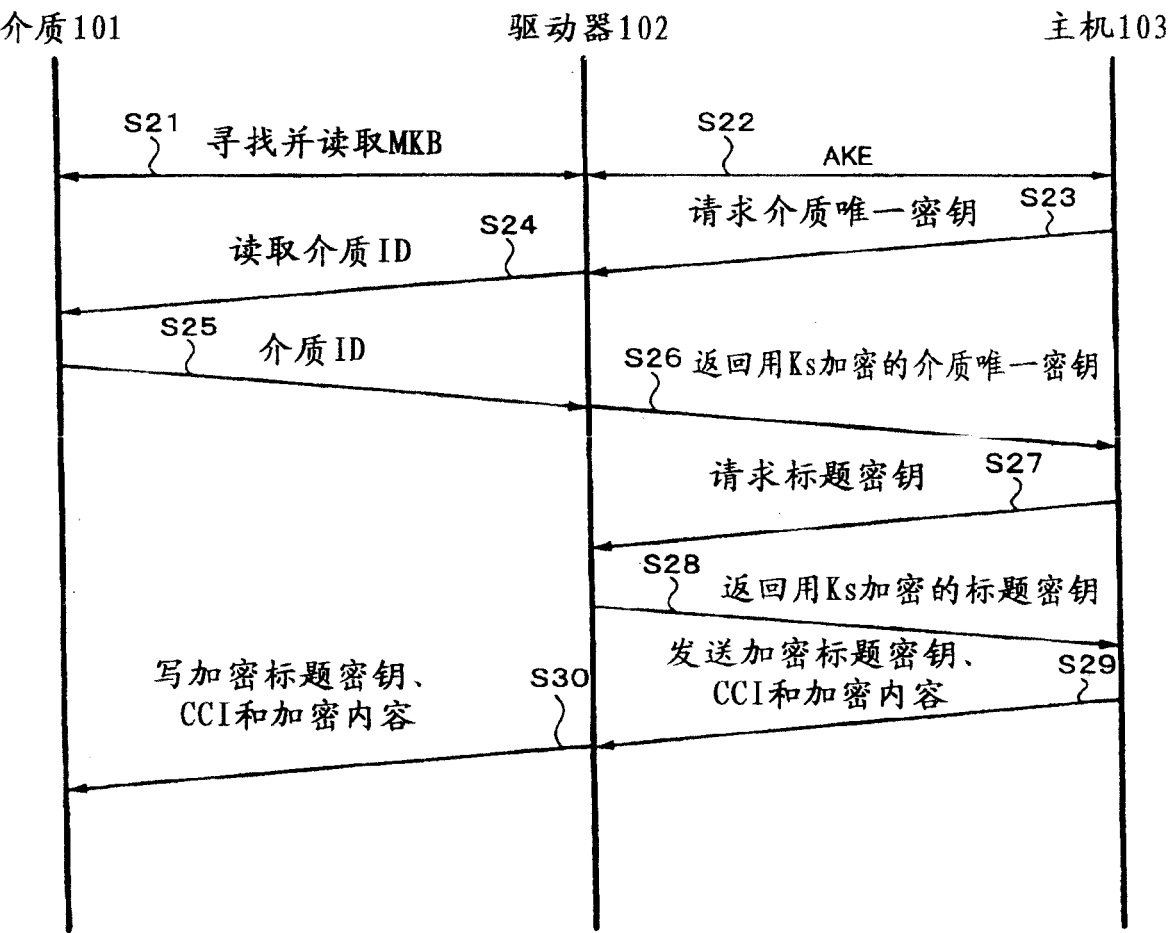 介质101
驱动器102
主机103
S21
寻找并读取MKB
S22
AKE
请求介质唯一密钥
S23
读取介质ID
S24
S25
介质ID
S26
返回用Ks加密的介质唯一密钥
请求标题密钥
S27
S28
返回用Ks加密的标题密钥
写加密标题密钥、
CCI和加密内容
S30
发送加密标题密钥、
CCI和加密内容
S29